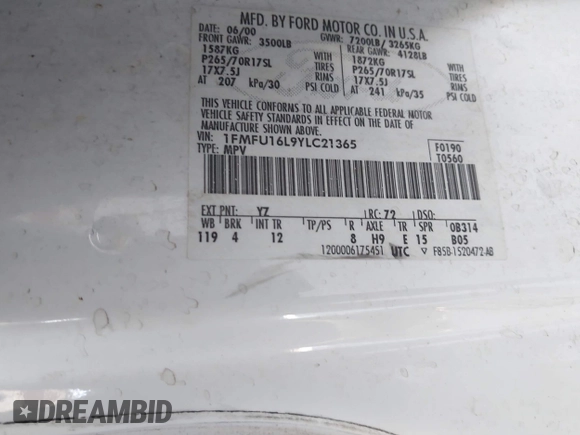 MFD. BY FORD MOTOR CO. IN U.S.A.
DATE: 06/00 GVWR: 7200LB/ 3265KG
FRONT GAWR: 3500LB REAR GAWR: 4128LB
1587KG WITH 1872KG WITH
P265/70R17SL TIRES P265/70R17SL TIRES
17X7.5J RIMS 17X7.5J RIMS
AT 207 kPa/30 PSI COLD AT 241 kPa/35 PSI COLD
THIS VEHICLE CONFORMS TO ALL APPLICABLE FEDERAL MOTOR
VEHICLE SAFETY STANDARDS IN EFFECT ON THE DATE OF
MANUFACTURE SHOWN ABOVE.
VIN: 1FMFU16L9YLC21365 F0190
TYPE: MPV T0560
EXT PNT: YZ RC: 72 DSO:
WB BRK INT TR TP/PS R AXLE TR SPR 0B314
119 4 12 8 H9 E 15 B05
1200006175451 UTC F85B-1520472-AB
DREAMBID